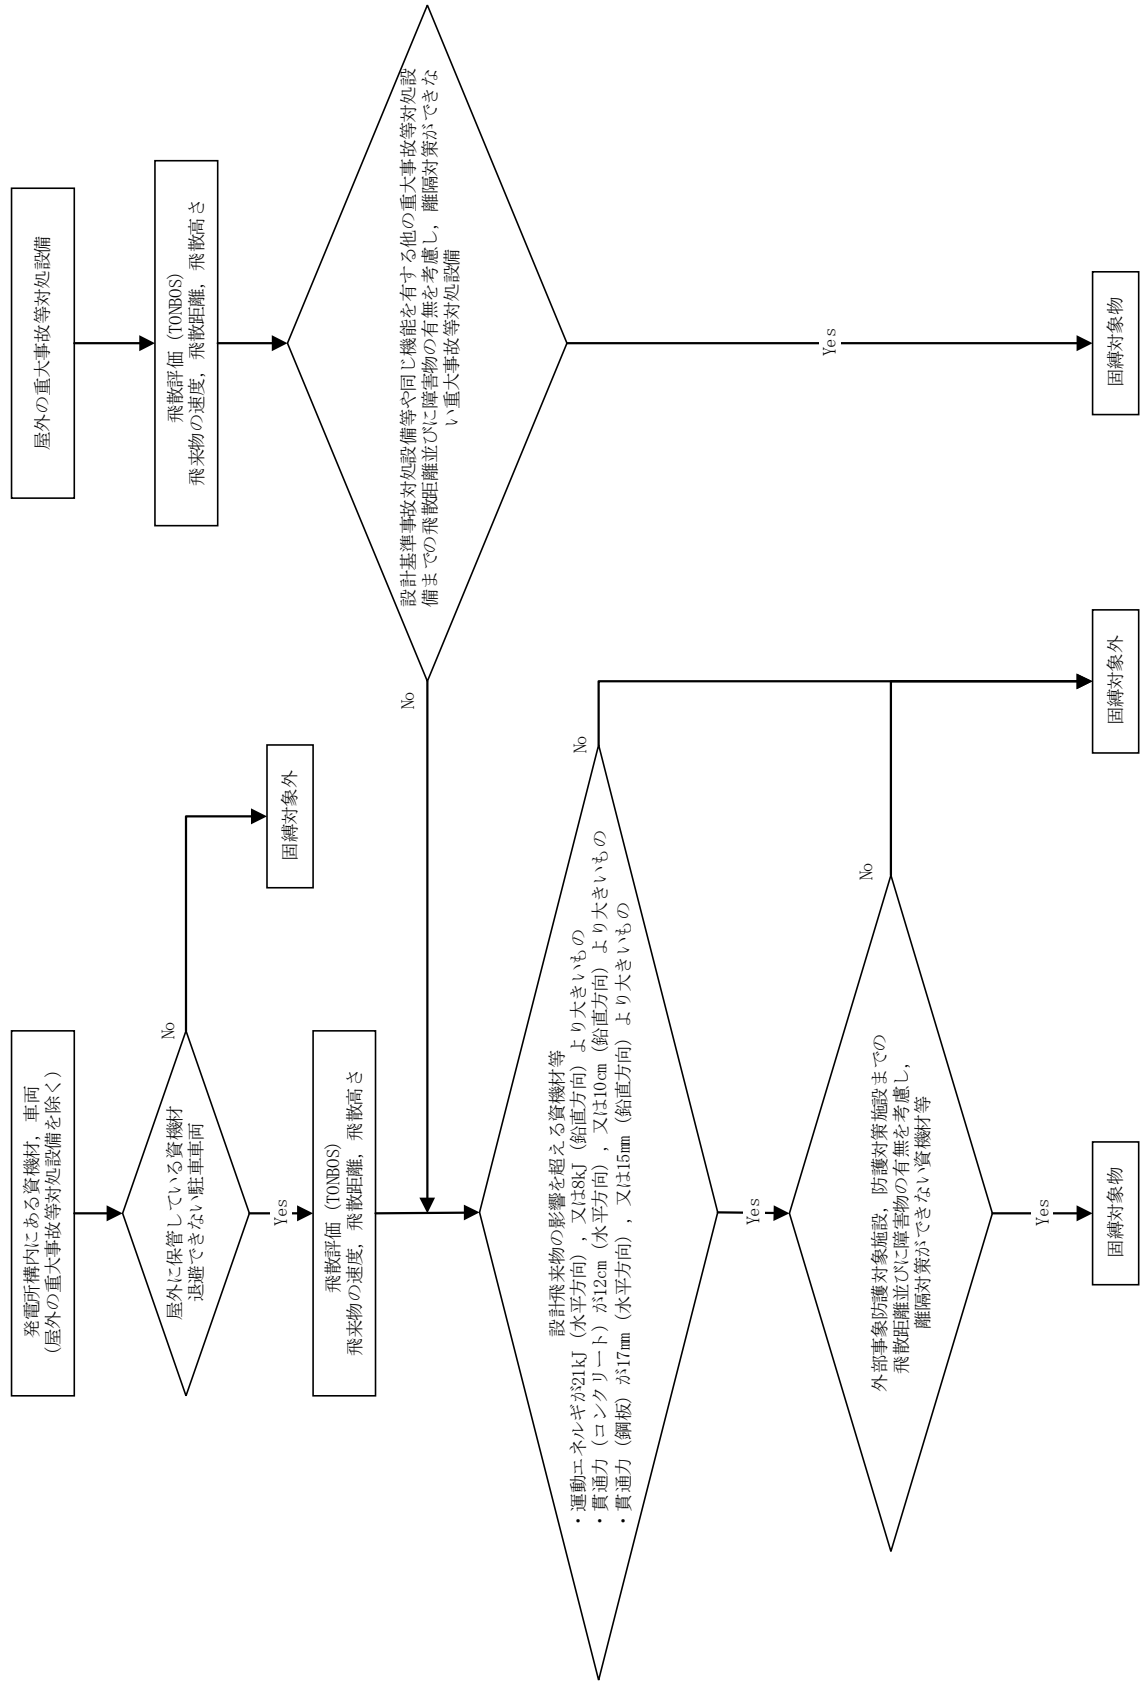 発電所構内にある資機材，車両
(屋外の重大事故等対処設備を除く)
屋外に保管している資機材
退避できない駐車車両
No
固縛対象外
Yes
飛散評価 (TONBOS)
飛来物の速度，飛散距離，飛散高さ
屋外の重大事故等対処設備
飛散評価 (TONBOS)
飛来物の速度，飛散距離，飛散高さ
設計基準事故対処設備等や同じ機能を有する他の重大事故等対処設
備までの飛散距離並びに障害物の有無を考慮し，離隔対策ができな
い重大事故等対処設備
No
Yes
固縛対象物
設計飛来物の影響を超える資機材等
・運動エネルギが21kJ（水平方向），又は8kJ（鉛直方向）より大きいもの
・貫通力（コンクリート）が12cm（水平方向），又は10cm（鉛直方向）より大きいもの
・貫通力（鋼板）が17mm（水平方向），又は15mm（鉛直方向）より大きいもの
No
Yes
外部事象防護対象施設，防護対策施設までの
飛散距離並びに障害物の有無を考慮し，
離隔対策ができない資機材等
No
固縛対象外
Yes
固縛対象物